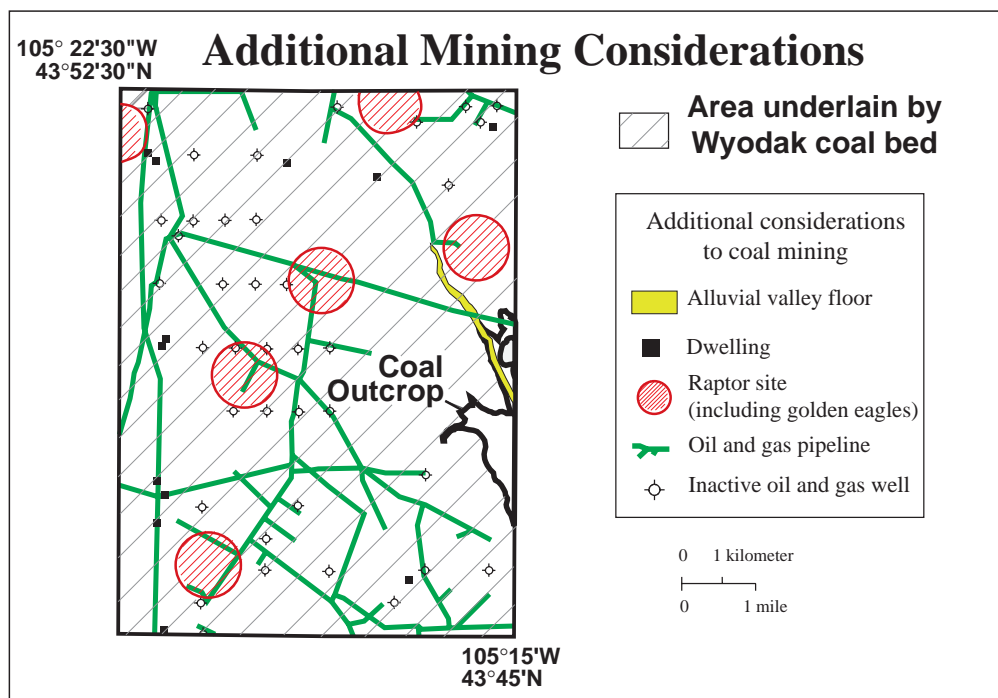 Additional Mining Considerations
105° 22'30"W
43°52'30"N
Coal
Outcrop
105°15'W
43°45'N
Area underlain by
Wyodak coal bed
Additional considerations
to coal mining
Alluvial valley floor
Dwelling
Raptor site
(including golden eagles)
Oil and gas pipeline
Inactive oil and gas well
0 1 kilometer
0 1 mile